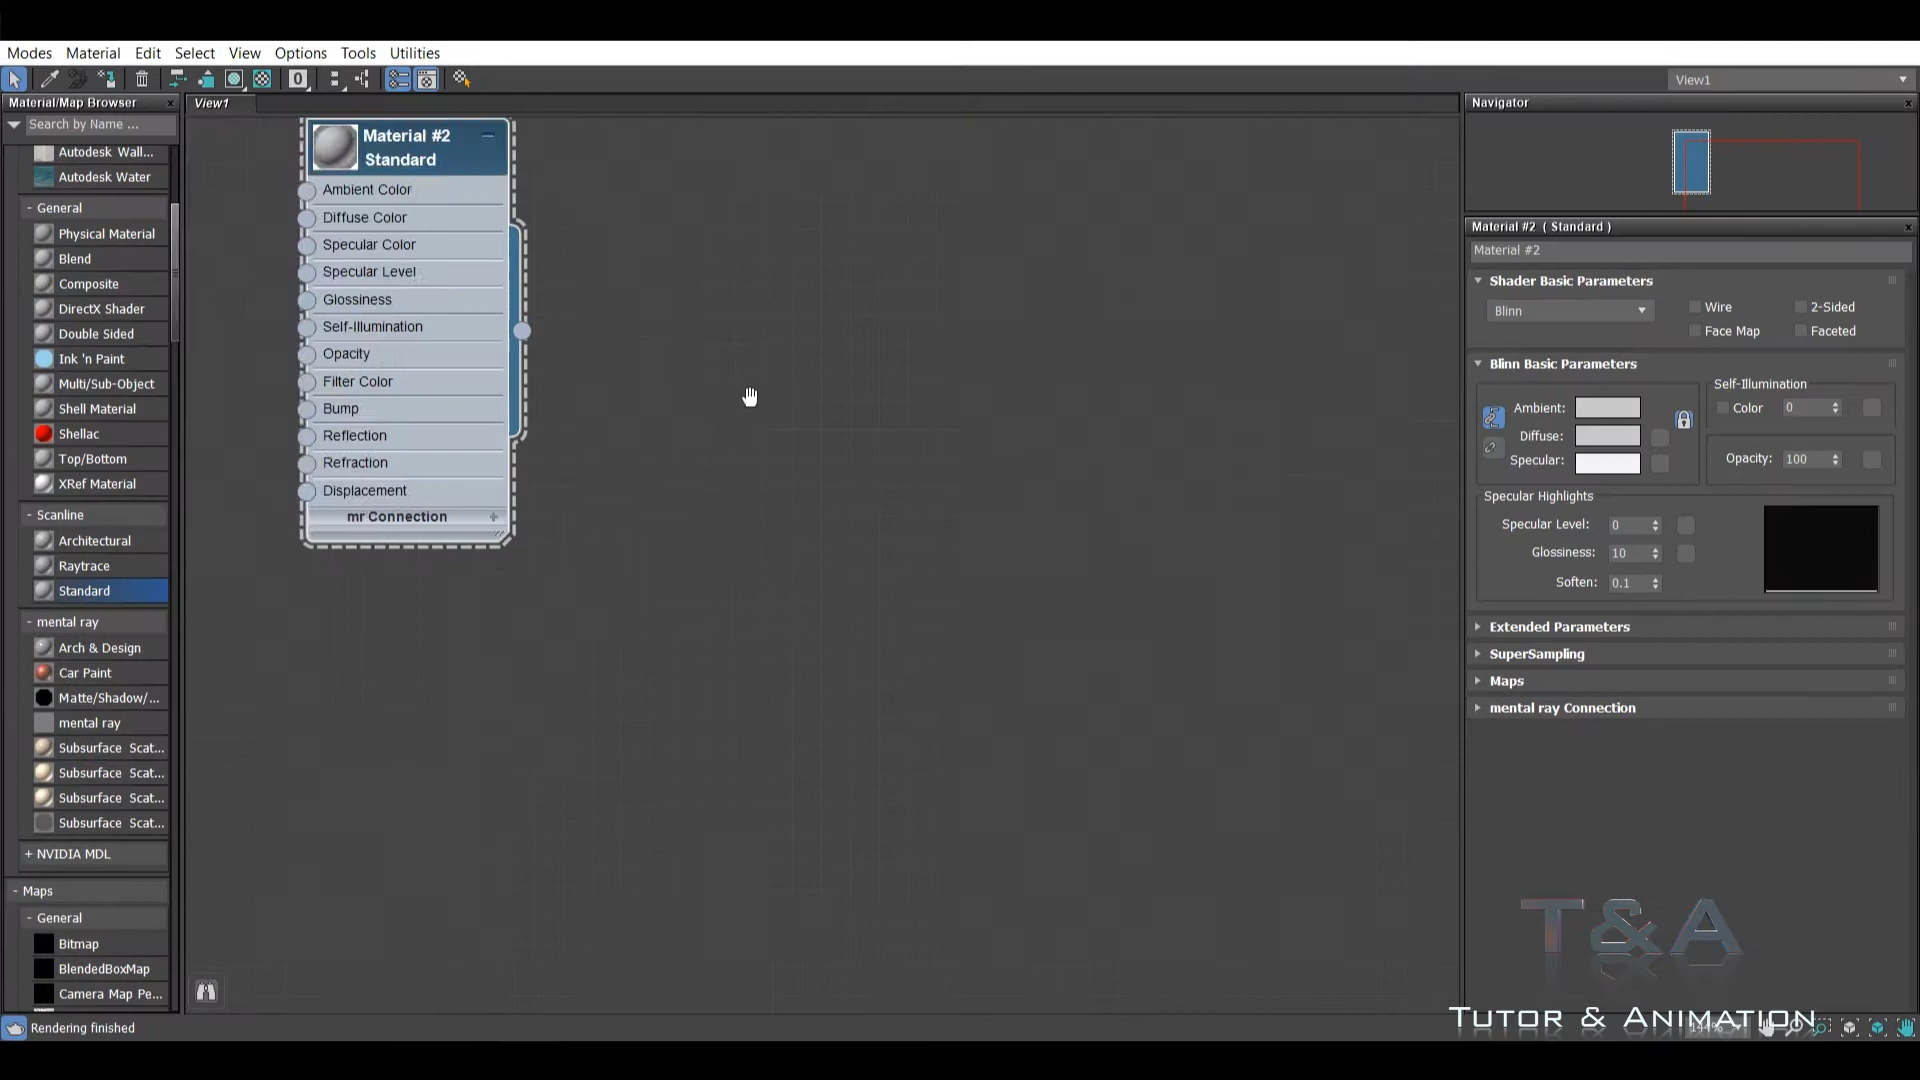 Modes Material Edit Select View Options Tools Utilities
View1
Material/Map Browser
Search by Name ...
Autodesk Wall...
Autodesk Water
- General
Physical Material
Blend
Composite
DirectX Shader
Double Sided
Ink 'n Paint
Multi/Sub-Object
Shell Material
Shellac
Top/Bottom
XRef Material
- Scanline
Architectural
Raytrace
Standard
- mental ray
Arch & Design
Car Paint
Matte/Shadow/...
mental ray
Subsurface Scat...
Subsurface Scat...
Subsurface Scat...
Subsurface Scat...
+ NVIDIA MDL
- Maps
- General
Bitmap
BlendedBoxMap
Camera Map Pe...
Rendering finished
View1
Material #2
Standard
Ambient Color
Diffuse Color
Specular Color
Specular Level
Glossiness
Self-Illumination
Opacity
Filter Color
Bump
Reflection
Refraction
Displacement
mr Connection +
Navigator
Material #2 ( Standard )
Material #2
Shader Basic Parameters
Blinn
Wire
2-Sided
Face Map
Faceted
Blinn Basic Parameters
Ambient:
Diffuse:
Specular:
Self-Illumination
Color 0
Opacity: 100
Specular Highlights
Specular Level: 0
Glossiness: 10
Soften: 0.1
Extended Parameters
SuperSampling
Maps
mental ray Connection
T&A
TUTOR & ANIMATION